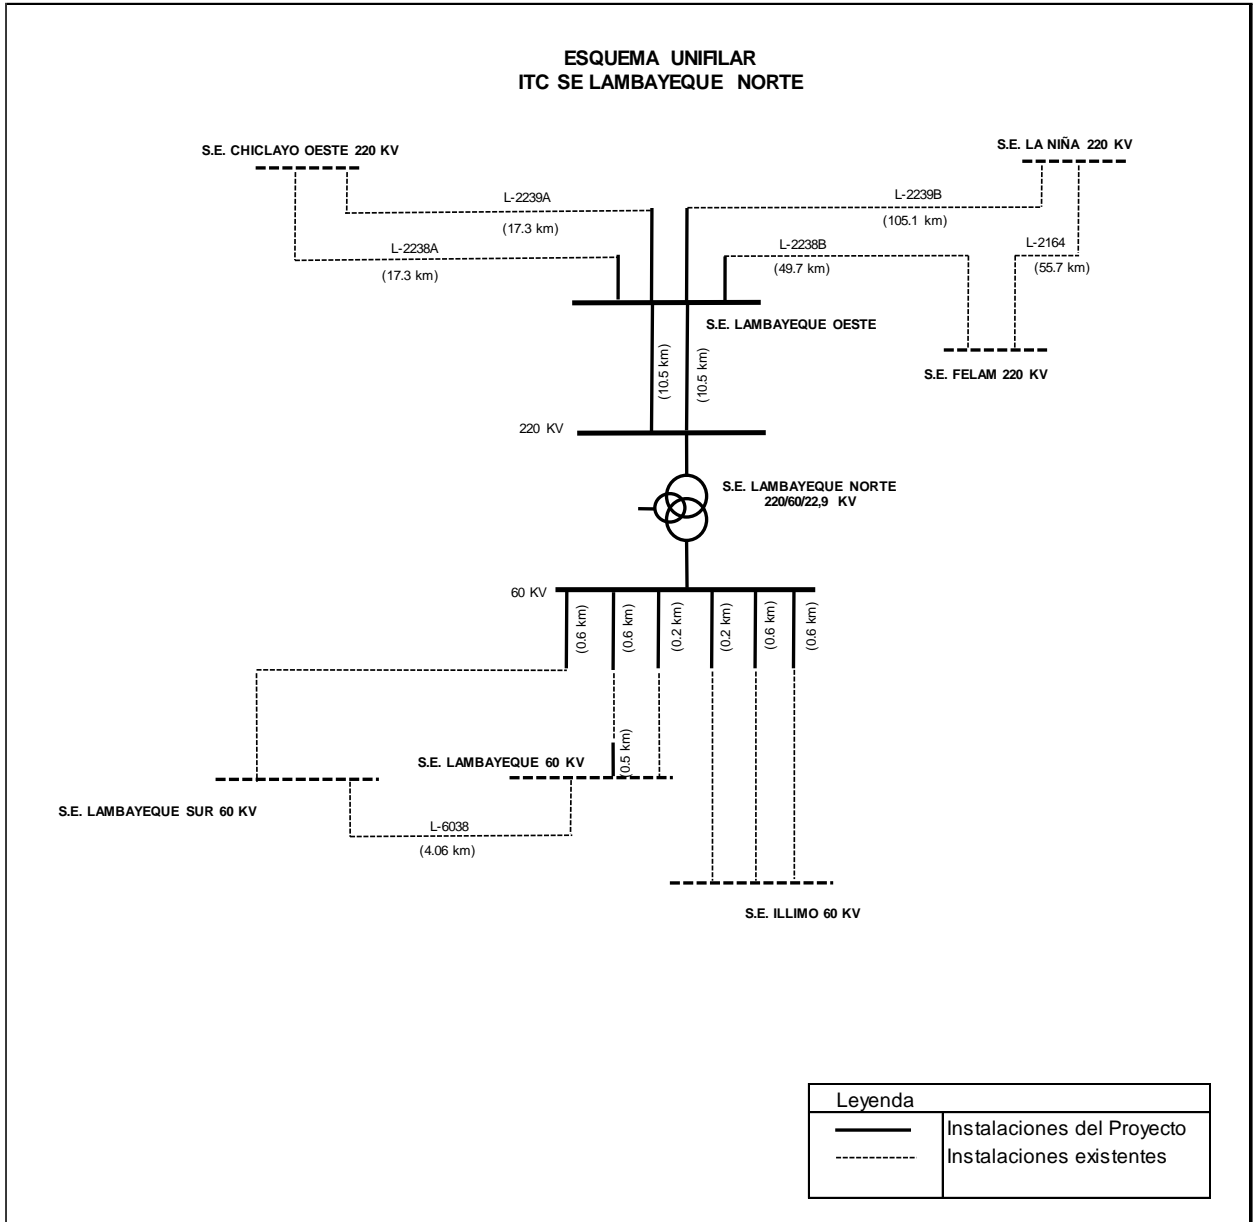 ESQUEMA UNIFILAR
ITC SE LAMBAYEQUE NORTE
S.E. CHICLAYO OESTE 220 KV
S.E. LA NIÑA 220 KV
L-2239A
(17.3 km)
L-2239B
(105.1 km)
L-2238A
(17.3 km)
L-2238B
(49.7 km)
L-2164
(55.7 km)
S.E. LAMBAYEQUE OESTE
S.E. FELAM 220 KV
(10.5 km)
(10.5 km)
220 KV
S.E. LAMBAYEQUE NORTE
220/60/22,9 KV
60 KV
(0.6 km)
(0.6 km)
(0.2 km)
(0.2 km)
(0.6 km)
(0.6 km)
(0.5 km)
S.E. LAMBAYEQUE 60 KV
S.E. LAMBAYEQUE SUR 60 KV
L-6038
(4.06 km)
S.E. ILLIMO 60 KV
Leyenda
Instalaciones del Proyecto
Instalaciones existentes